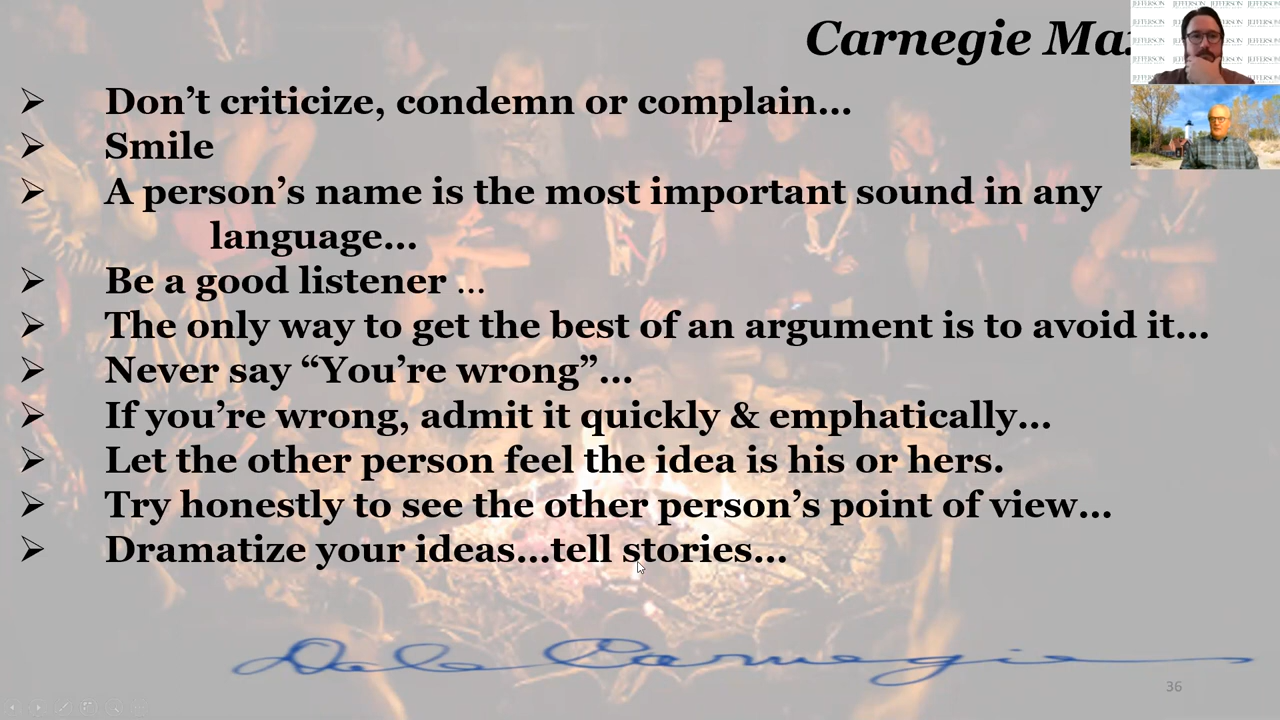 Carnegie Ma
➢ Don’t criticize, condemn or complain…
➢ Smile
➢ A person’s name is the most important sound in any
language…
➢ Be a good listener …
➢ The only way to get the best of an argument is to avoid it…
➢ Never say “You’re wrong”…
➢ If you’re wrong, admit it quickly & emphatically…
➢ Let the other person feel the idea is his or hers.
➢ Try honestly to see the other person’s point of view…
➢ Dramatize your ideas…tell stories…
Dale Carnegie
36